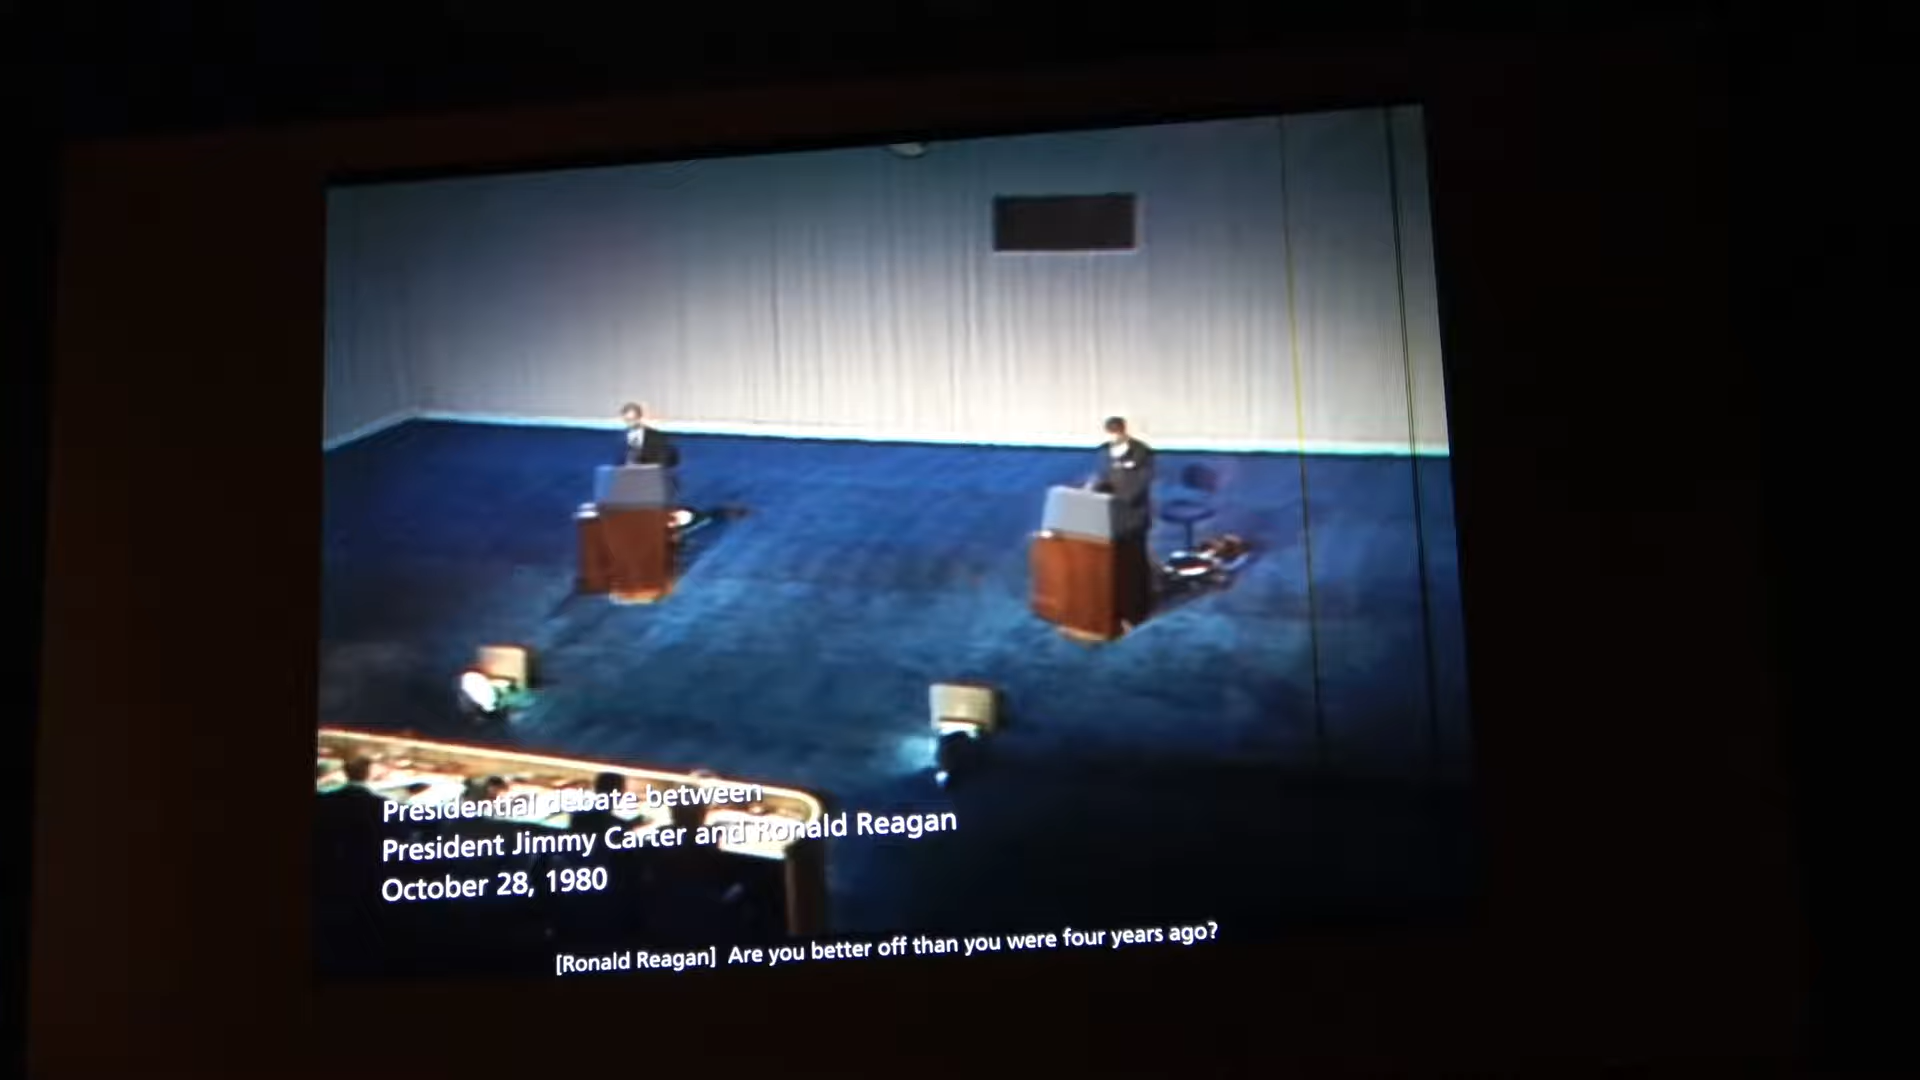 Presidential debate between
President Jimmy Carter and Ronald Reagan
October 28, 1980
[Ronald Reagan] Are you better off than you were four years ago?